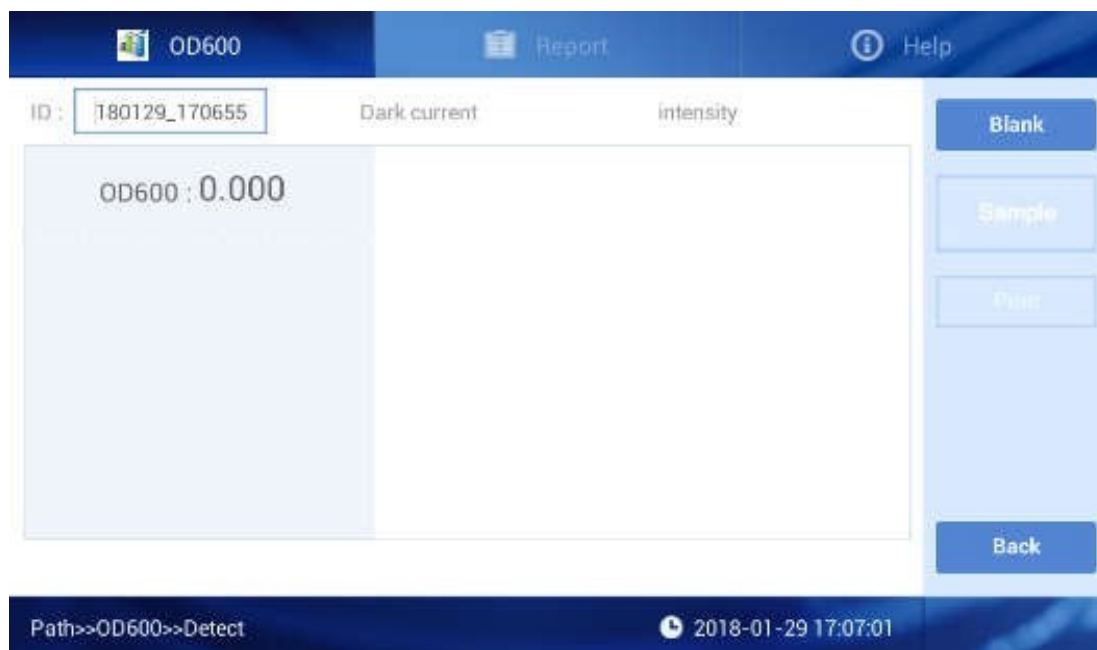 OD600
Report
Help
ID : 180129_170655
Dark current
intensity
Blank
OD600 : 0.000
Sample
Print
Back
Path>>OD600>>Detect
2018-01-29 17:07:01